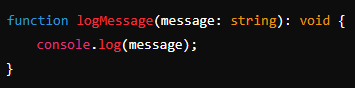 function logMessage(message: string): void {
    console.log(message);
}